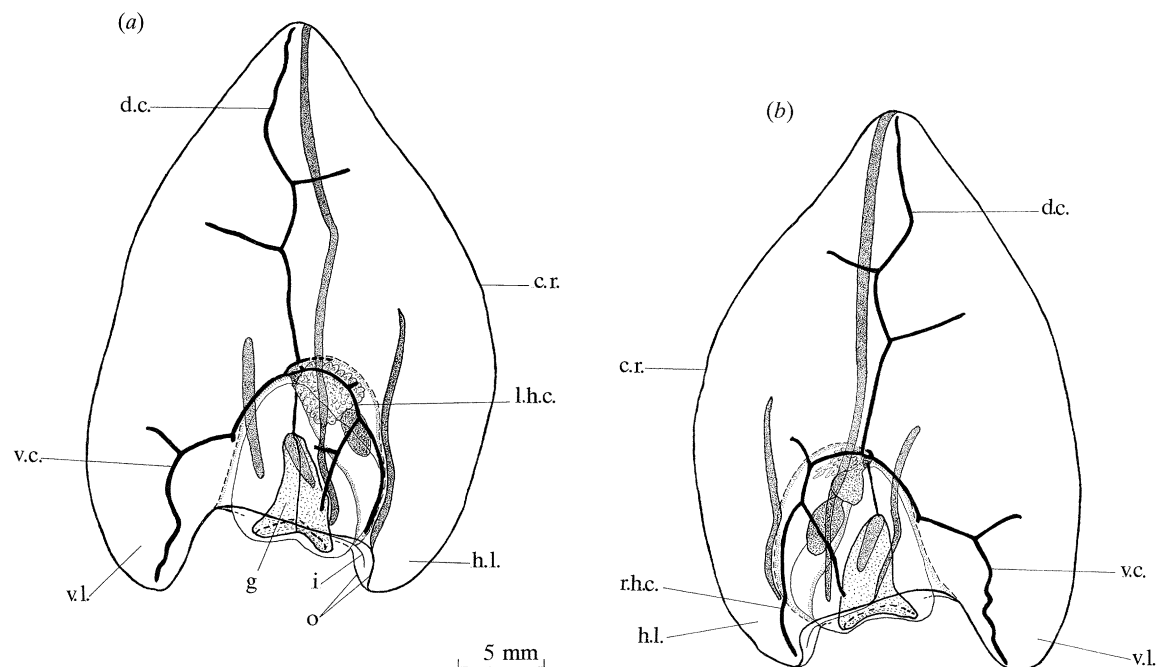 (a)
d.c.
c.r.
l.h.c.
v.c.
g
i
h.l.
v.l.
o
5 mm
(b)
d.c.
c.r.
r.h.c.
v.c.
h.l.
v.l.